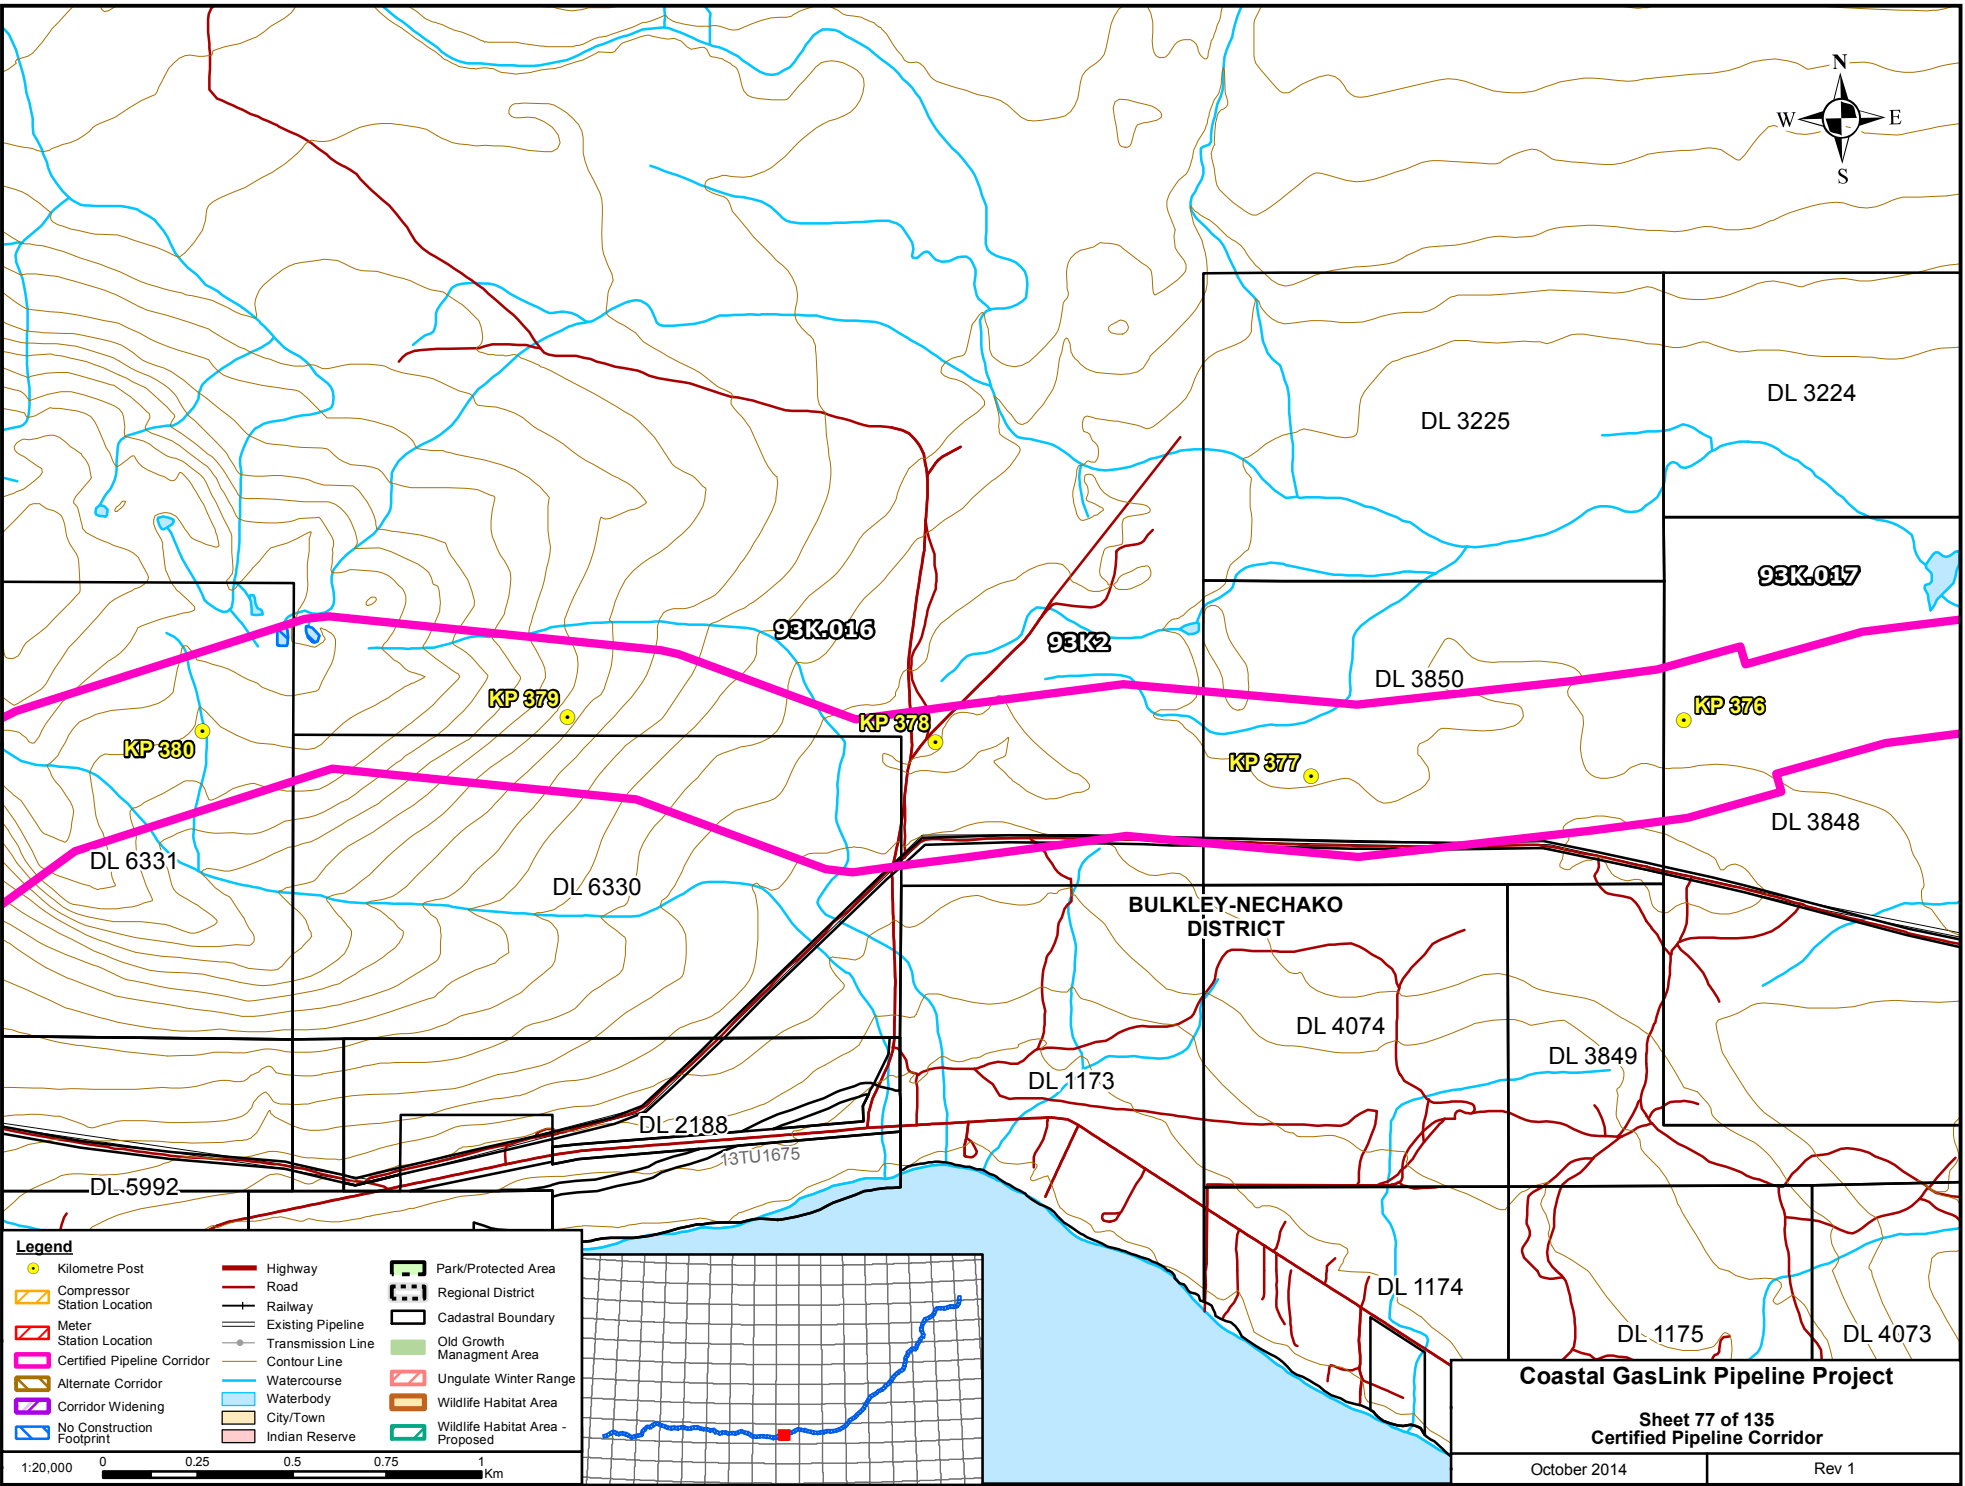 N
W
E
S
DL 3224
DL 3225
93K.017
93K.016
93K2
DL 3850
KP 379
KP 376
KP 378
KP 380
KP 377
DL 3848
DL 6331
DL 6330
BULKLEY-NECHAKO
DISTRICT
DL 4074
DL 3849
DL 1173
DL 2188
13TU1675
DL 5992
DL 1174
DL 1175
DL 4073
Legend
Kilometre Post
Compressor
Station Location
Meter
Station Location
Certified Pipeline Corridor
Alternate Corridor
Corridor Widening
No Construction
Footprint
Highway
Road
Railway
Existing Pipeline
Transmission Line
Contour Line
Watercourse
Waterbody
City/Town
Indian Reserve
Park/Protected Area
Regional District
Cadastral Boundary
Old Growth
Managment Area
Ungulate Winter Range
Wildlife Habitat Area
Wildlife Habitat Area -
Proposed
1:20,000
0 0.25 0.5 0.75 1
Km
Coastal GasLink Pipeline Project
Sheet 77 of 135
Certified Pipeline Corridor
October 2014
Rev 1